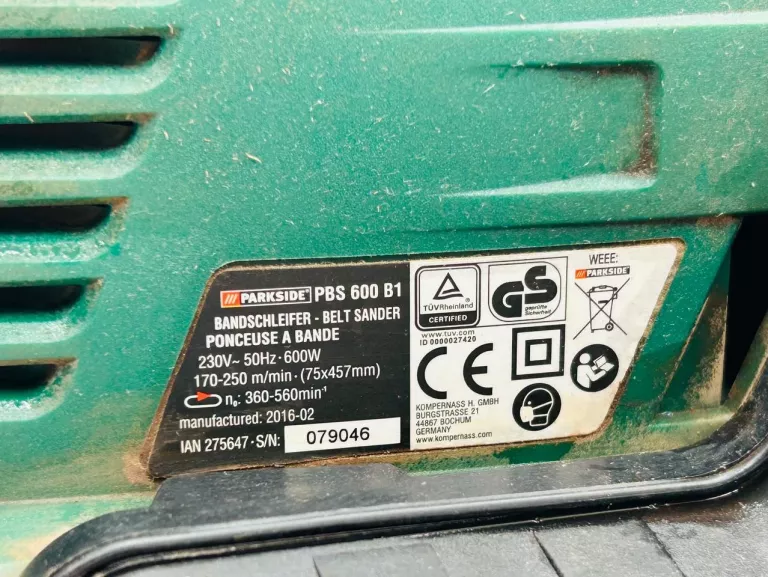 PARKSIDE PBS 600 B1
BANDSCHLEIFER - BELT SANDER
PONCEUSE A BANDE
230V~ 50Hz · 600W
170-250 m/min · (75x457mm)
n₀: 360-560min⁻¹
manufactured: 2016-02
IAN 275647 · S/N: 079046
TÜVRheinland
CERTIFIED
www.tuv.com
ID 0000027420
GS
geprüfte
Sicherheit
WEEE:
PARKSIDE
CE
KOMPERNASS H. GMBH
BURGSTRASSE 21
44867 BOCHUM
GERMANY
www.kompernass.com